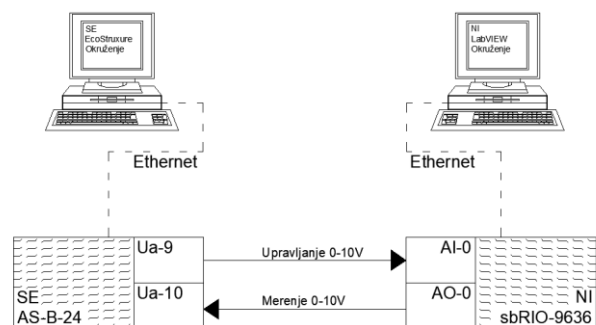 SE
EcoStruxure
Okruženje
NI
LabVIEW
Okruženje
Ethernet
Ethernet
Ua-9
Upravljanje 0-10V
AI-0
Ua-10
Merenje 0-10V
AO-0
SE
AS-B-24
NI
sbRIO-9636